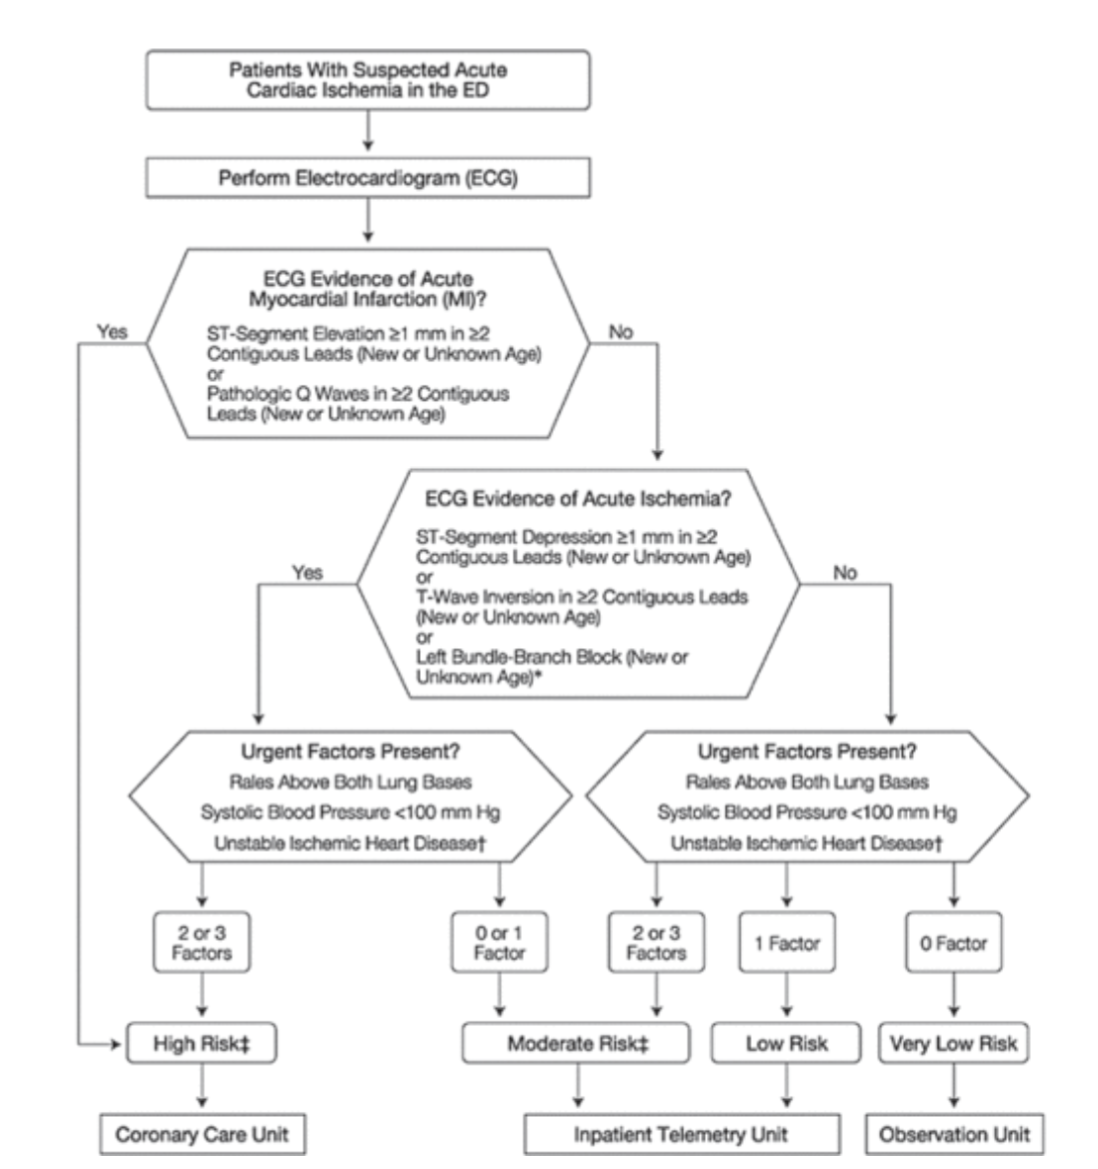 Patients With Suspected Acute
Cardiac Ischemia in the ED
Perform Electrocardiogram (ECG)
ECG Evidence of Acute
Myocardial Infarction (MI)?
ST-Segment Elevation ≥1 mm in ≥2
Contiguous Leads (New or Unknown Age)
or
Pathologic Q Waves in ≥2 Contiguous
Leads (New or Unknown Age)
Yes
No
ECG Evidence of Acute Ischemia?
ST-Segment Depression ≥1 mm in ≥2
Contiguous Leads (New or Unknown Age)
or
T-Wave Inversion in ≥2 Contiguous Leads
(New or Unknown Age)
or
Left Bundle-Branch Block (New or
Unknown Age)*
Yes
No
Urgent Factors Present?
Rales Above Both Lung Bases
Systolic Blood Pressure <100 mm Hg
Unstable Ischemic Heart Disease†
Urgent Factors Present?
Rales Above Both Lung Bases
Systolic Blood Pressure <100 mm Hg
Unstable Ischemic Heart Disease†
2 or 3
Factors
0 or 1
Factor
2 or 3
Factors
1 Factor
0 Factor
High Risk‡
Moderate Risk‡
Low Risk
Very Low Risk
Coronary Care Unit
Inpatient Telemetry Unit
Observation Unit